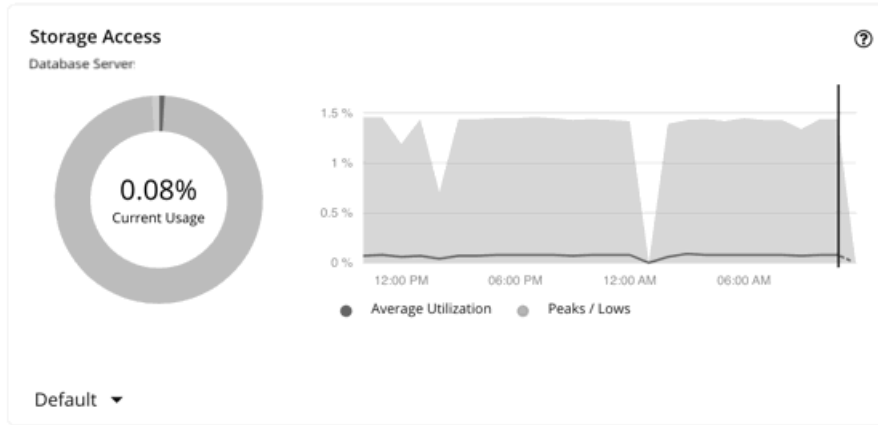 Storage Access
Database Server
0.08%
Current Usage
1.5 %
1 %
0.5 %
0 %
12:00 PM 06:00 PM 12:00 AM 06:00 AM
Average Utilization Peaks / Lows
Default